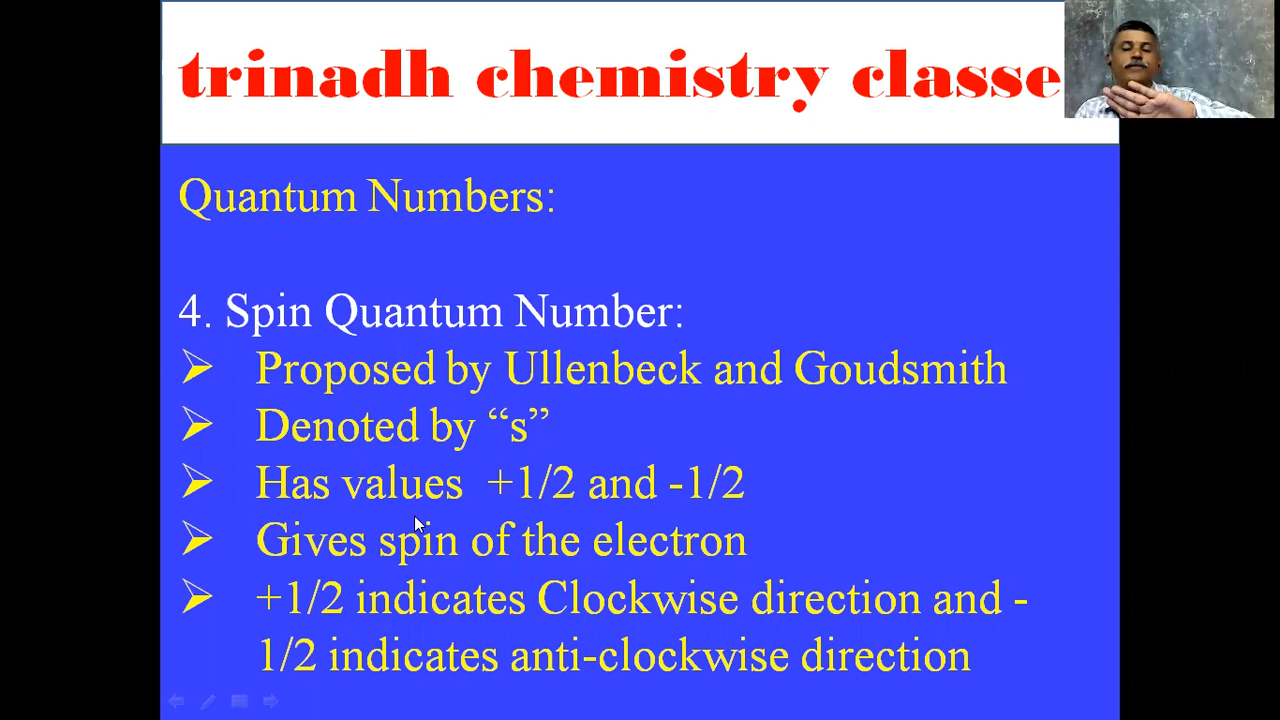 trinadh chemistry classe
Quantum Numbers:
4. Spin Quantum Number:
➢ Proposed by Ullenbeck and Goudsmith
➢ Denoted by “s”
➢ Has values +1/2 and -1/2
➢ Gives spin of the electron
➢ +1/2 indicates Clockwise direction and -
1/2 indicates anti-clockwise direction